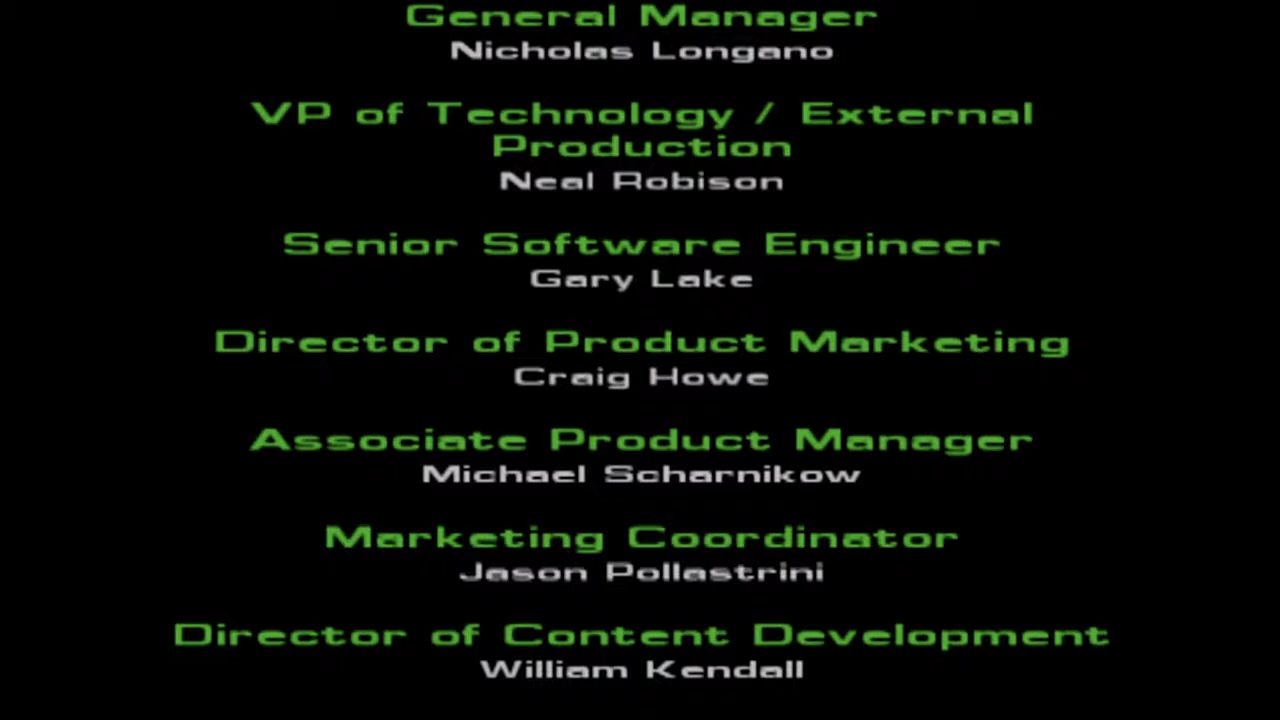 General Manager
Nicholas Longano
VP of Technology / External
Production
Neal Robison
Senior Software Engineer
Gary Lake
Director of Product Marketing
Craig Howe
Associate Product Manager
Michael Scharnikow
Marketing Coordinator
Jason Pollastrini
Director of Content Development
William Kendall